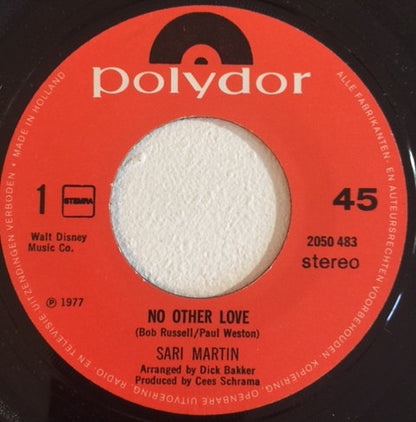 polydor
1
STEMRA
45
Walt Disney
Music Co.
2050 483
stereo
℗ 1977
NO OTHER LOVE
(Bob Russell/Paul Weston)
SARI MARTIN
Arranged by Dick Bakker
Produced by Cees Schrama
ALLE FABRIKANTEN- EN AUTEURSRECHTEN VOORBEHOUDEN • KOPIËRING, OPENBARE UITVOERING RADIO- EN TELEVISIE UITZENDINGEN VERBODEN • MADE IN HOLLAND